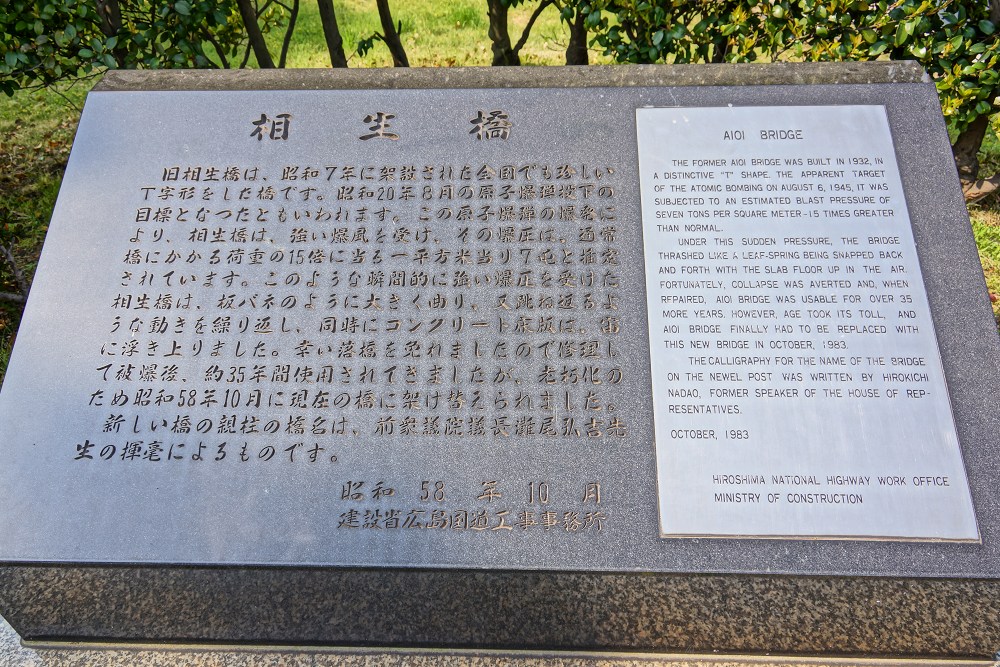 相生橋
旧相生橋は、昭和7年に架設された全国でも珍しい
T字形をした橋です。昭和20年8月の原子爆弾投下の
目標となつたともいわれます。この原子爆弾の爆発に
より、相生橋は、強い爆風を受け、その爆圧は、通常
橋にかかる荷重の15倍に当る一平方米当り7屯と推定
されています。このような瞬間的に強い爆圧を受けた
相生橋は、板バネのように大きく曲り、又跳ね返るよ
うな動きを繰り返し、同時にコンクリート床版は、
に浮き上りました。幸い落橋を免れましたので修理し
て被爆後、約35年間使用されてきましたが、老朽化の
ため昭和58年10月に現在の橋に架け替えられました。
新しい橋の親柱の橋名は、前衆議院議長灘尾弘吉先
生の揮毫によるものです。
昭和 58 年 10 月
建設省広島国道工事事務所
AIOI BRIDGE
THE FORMER AIOI BRIDGE WAS BUILT IN 1932, IN
A DISTINCTIVE "T" SHAPE. THE APPARENT TARGET
OF THE ATOMIC BOMBING ON AUGUST 6, 1945, IT WAS
SUBJECTED TO AN ESTIMATED BLAST PRESSURE OF
SEVEN TONS PER SQUARE METER-15 TIMES GREATER
THAN NORMAL.
UNDER THIS SUDDEN PRESSURE, THE BRIDGE
THRASHED LIKE A LEAF-SPRING BEING SNAPPED BACK
AND FORTH WITH THE SLAB FLOOR UP IN THE AIR.
FORTUNATELY, COLLAPSE WAS AVERTED AND, WHEN
RFPAIRED, AIOI BRIDGE WAS USABLE FOR OVER 35
MORE YEARS. HOWEVER, AGE TOOK ITS TOLL, AND
AIOI BRIDGE FINALLY HAD TO BE REPLACED WITH
THIS NEW BRIDGE IN OCTOBER, 1983.
THE CALLIGRAPHY FOR THE NAME OF THE BRIDGE
ON THE NEWEL POST WAS WRITTEN BY HIROKICHI
NADAO, FORMER SPEAKER OF THE HOUSE OF REP-
RESENTATIVES.
OCTOBER, 1983
HIROSHIMA NATIONAL HIGHWAY WORK OFFICE
MINISTRY OF CONSTRUCTION